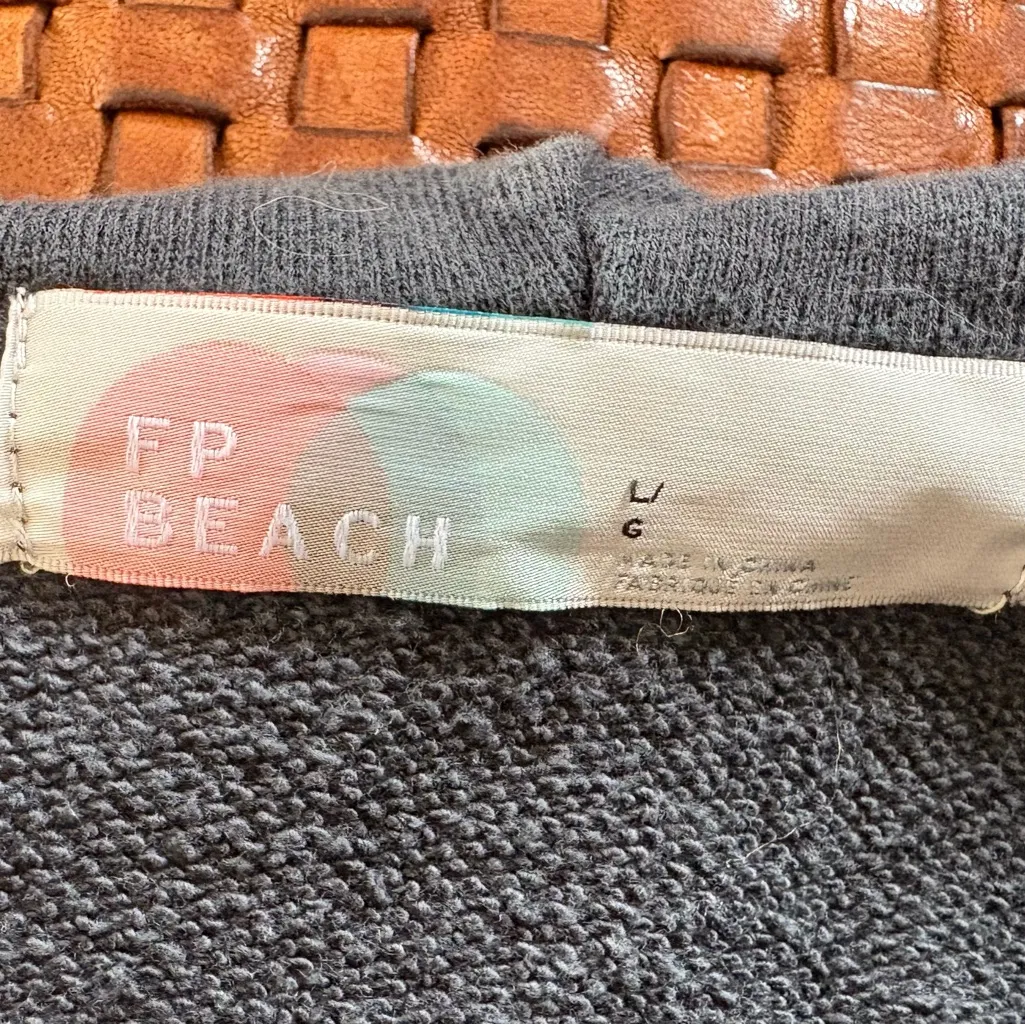 FP
BEACH
L/
G
MADE IN CHINA
FABRIQUÉ EN CHINE